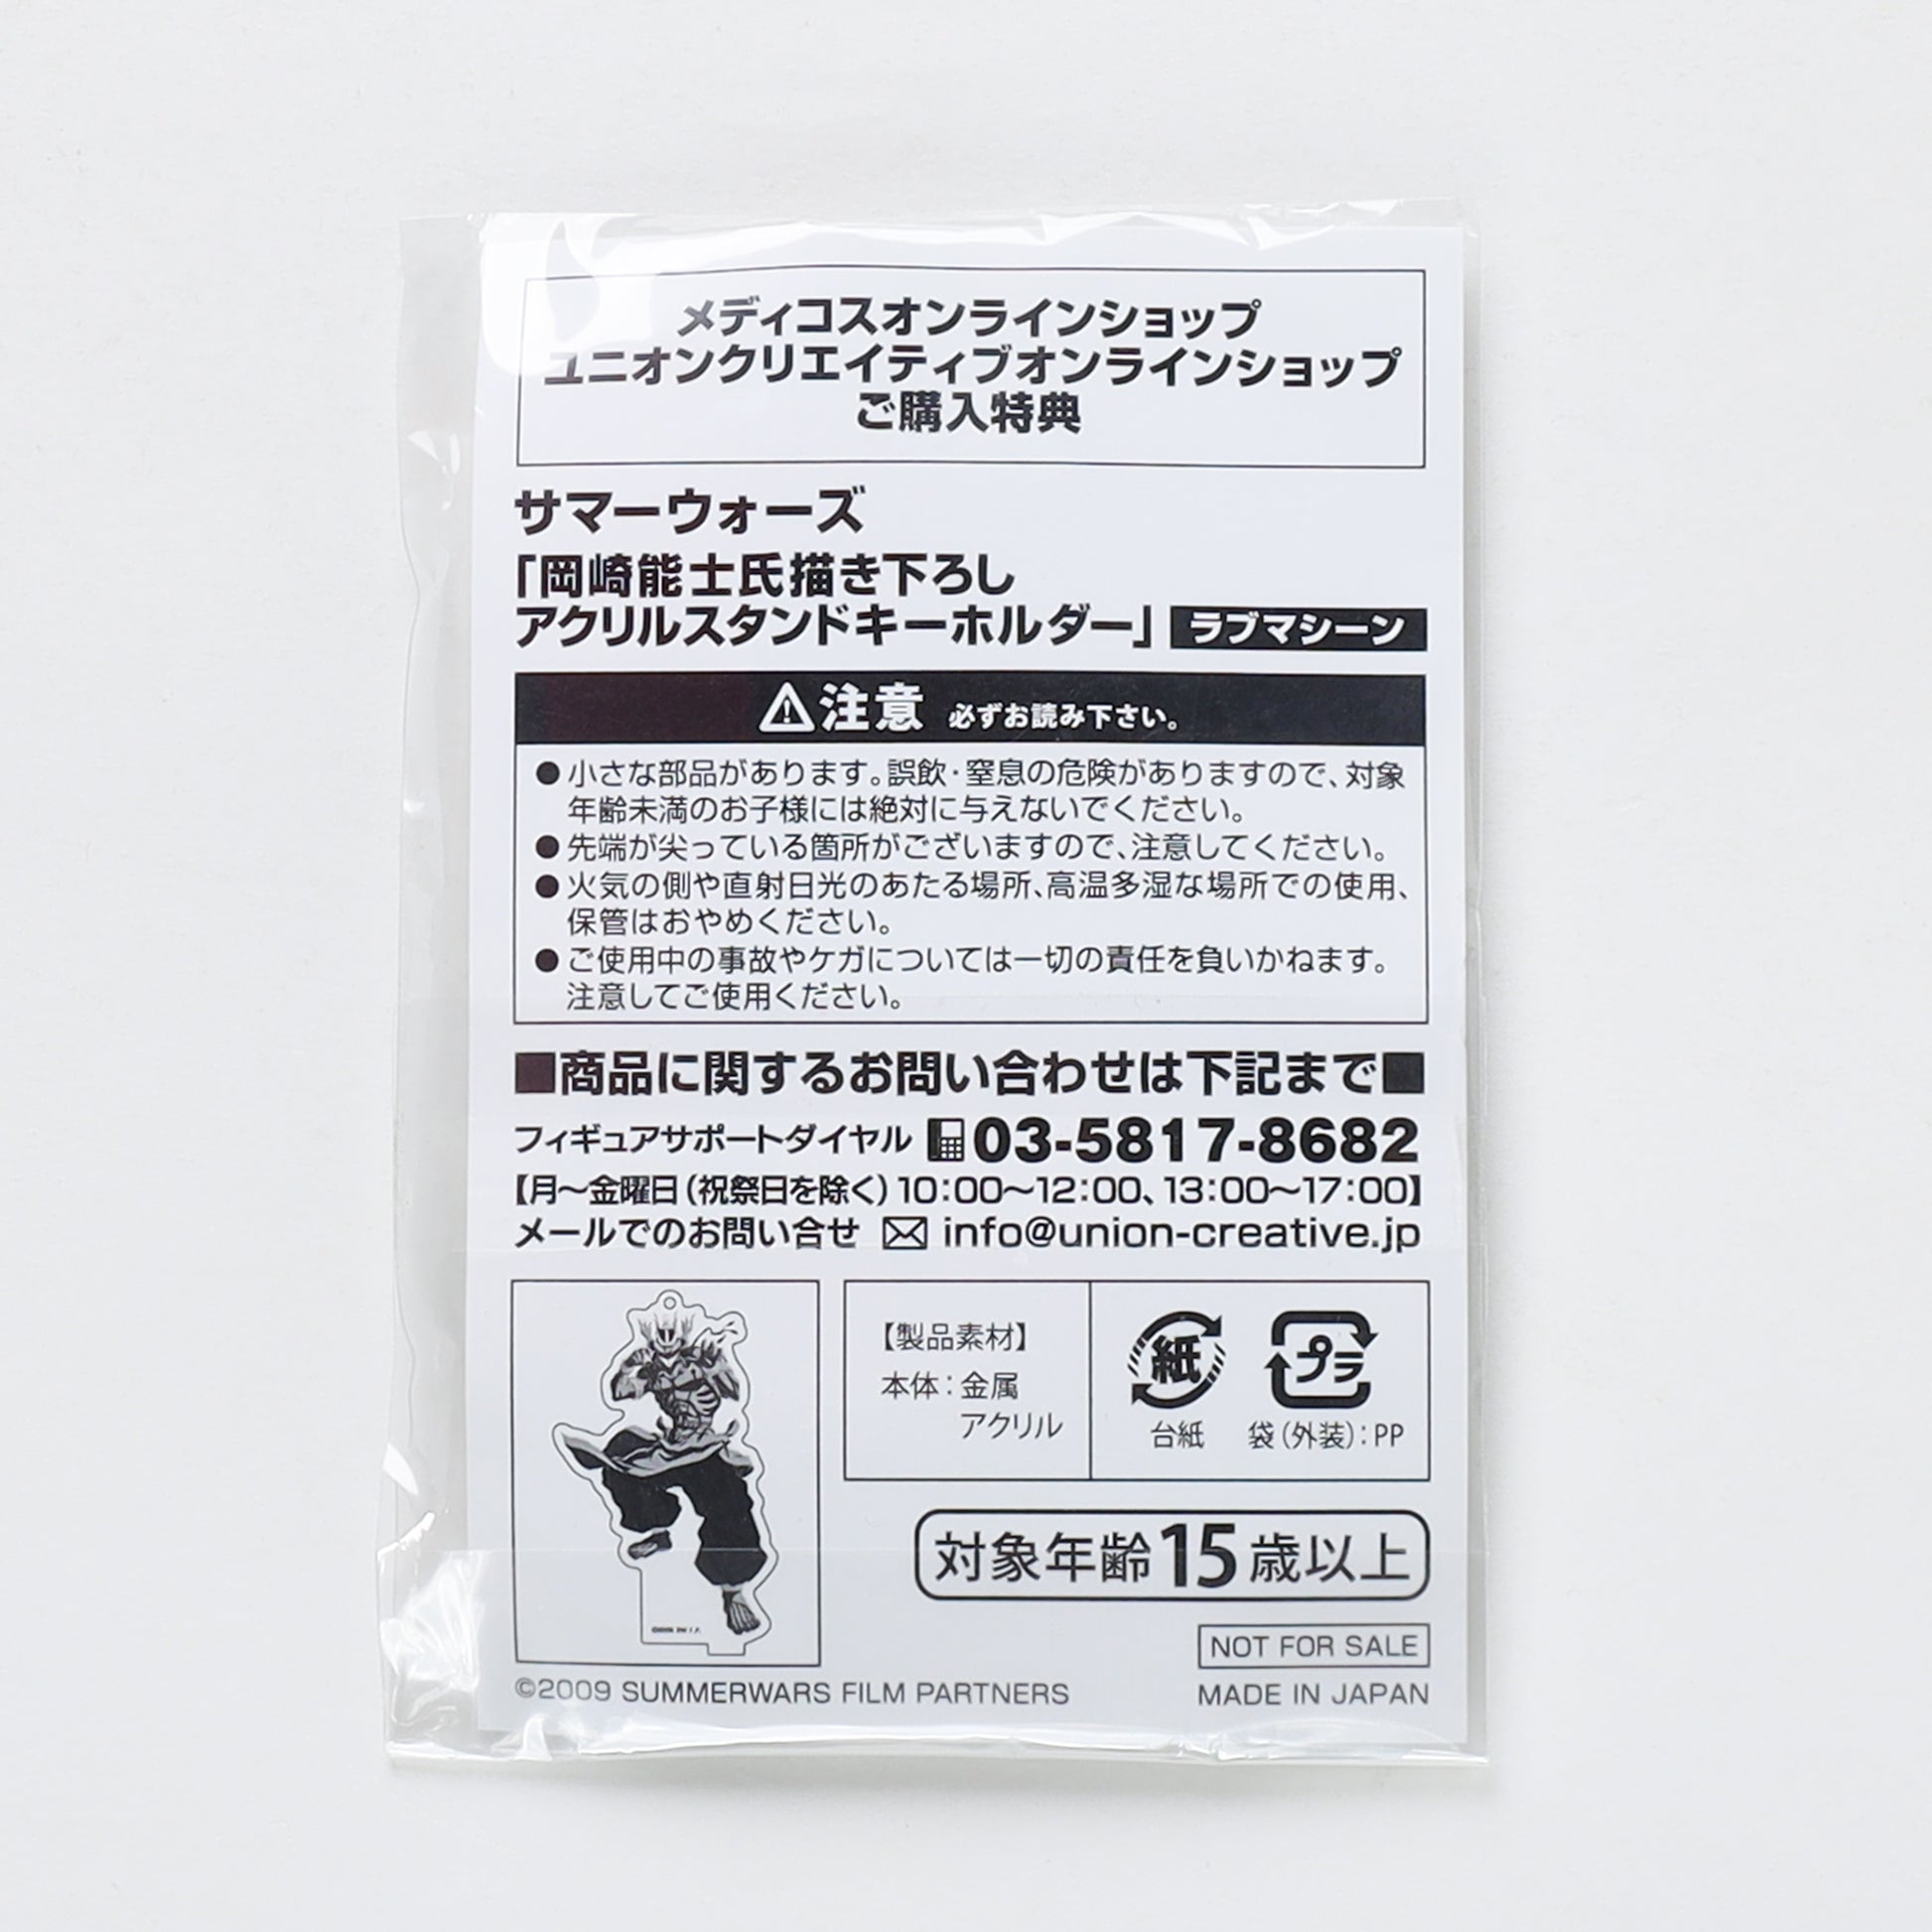 メディコスオンラインショップ
ユニオンクリエイティブオンラインショップ
ご購入特典
サマーウォーズ
「岡崎能士氏描き下ろし
アクリルスタンドキーホルダー」 ラブマシーン
注意 必ずお読み下さい。
●小さな部品があります。誤飲・窒息の危険がありますので、対象
年齢未満のお子様には絶対に与えないでください。
●先端が尖っている箇所がございますので、注意してください。
●火気の側や直射日光のあたる場所、高温多湿な場所での使用、
保管はおやめください。
●ご使用中の事故やケガについては一切の責任を負いかねます。
注意してご使用ください。
■商品に関するお問い合わせは下記まで■
フィギュアサポートダイヤル 03-5817-8682
【月〜金曜日(祝祭日を除く)10:00〜12:00、13:00〜17:00】
メールでのお問い合せ info@union-creative.jp
【製品素材】
本体:金属
アクリル
紙
台紙
プラ
袋(外装):PP
対象年齢15歳以上
NOT FOR SALE
©2009 SUMMERWARS FILM PARTNERS
MADE IN JAPAN